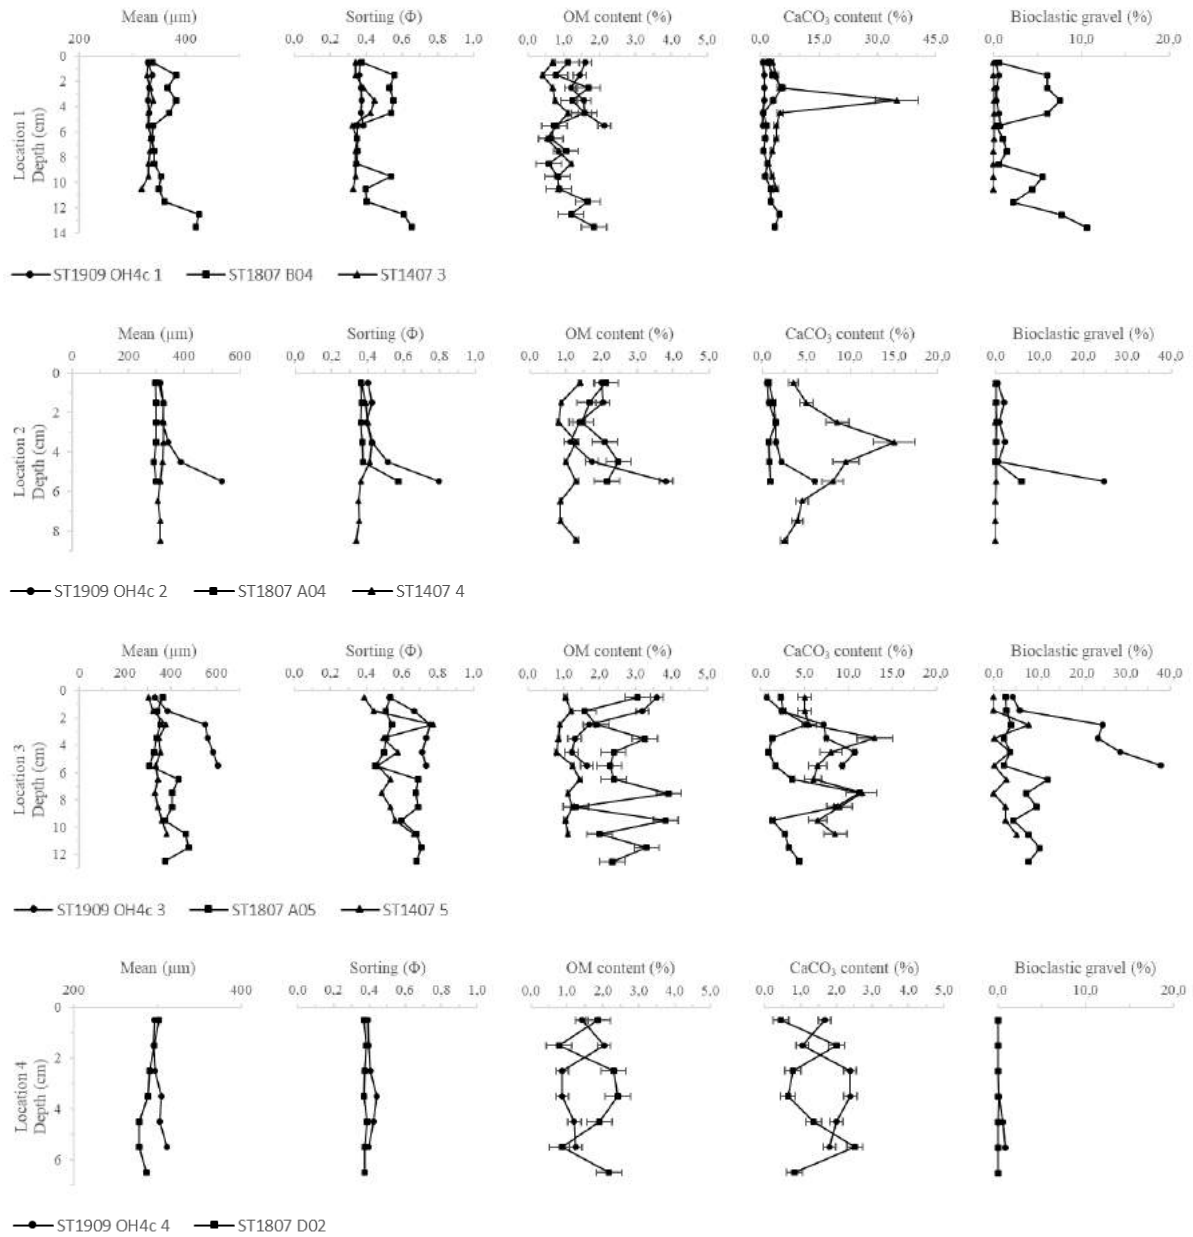 Mean (µm) Sorting (Φ) OM content (%) CaCO₃ content (%) Bioclastic gravel (%)
200 400 0,0 0,2 0,4 0,6 0,8 1,0 0,0 1,0 2,0 3,0 4,0 5,0 0,0 15,0 30,0 45,0 0,0 10,0 20,0
0
2
4
6
8
10
12
14
Location 1
Depth (cm)
ST1909 OH4c 1 ST1807 B04 ST1407 3
Mean (µm) Sorting (Φ) OM content (%) CaCO₃ content (%) Bioclastic gravel (%)
0 200 400 600 0,0 0,2 0,4 0,6 0,8 1,0 0,0 1,0 2,0 3,0 4,0 5,0 0,0 5,0 10,0 15,0 20,0 0,0 10,0 20,0 30,0 40,0
0
2
4
6
8
Location 2
Depth (cm)
ST1909 OH4c 2 ST1807 A04 ST1407 4
Mean (µm) Sorting (Φ) OM content (%) CaCO₃ content (%) Bioclastic gravel (%)
0 200 400 600 0,0 0,2 0,4 0,6 0,8 1,0 0,0 1,0 2,0 3,0 4,0 5,0 0,0 5,0 10,0 15,0 20,0 0,0 10,0 20,0 30,0 40,0
0
2
4
6
8
10
12
Location 3
Depth (cm)
ST1909 OH4c 3 ST1807 A05 ST1407 5
Mean (µm) Sorting (Φ) OM content (%) CaCO₃ content (%) Bioclastic gravel (%)
200 400 0,0 0,2 0,4 0,6 0,8 1,0 0,0 1,0 2,0 3,0 4,0 5,0 0,0 1,0 2,0 3,0 4,0 5,0 0,0 10,0 20,0
0
2
4
6
Location 4
Depth (cm)
ST1909 OH4c 4 ST1807 D02